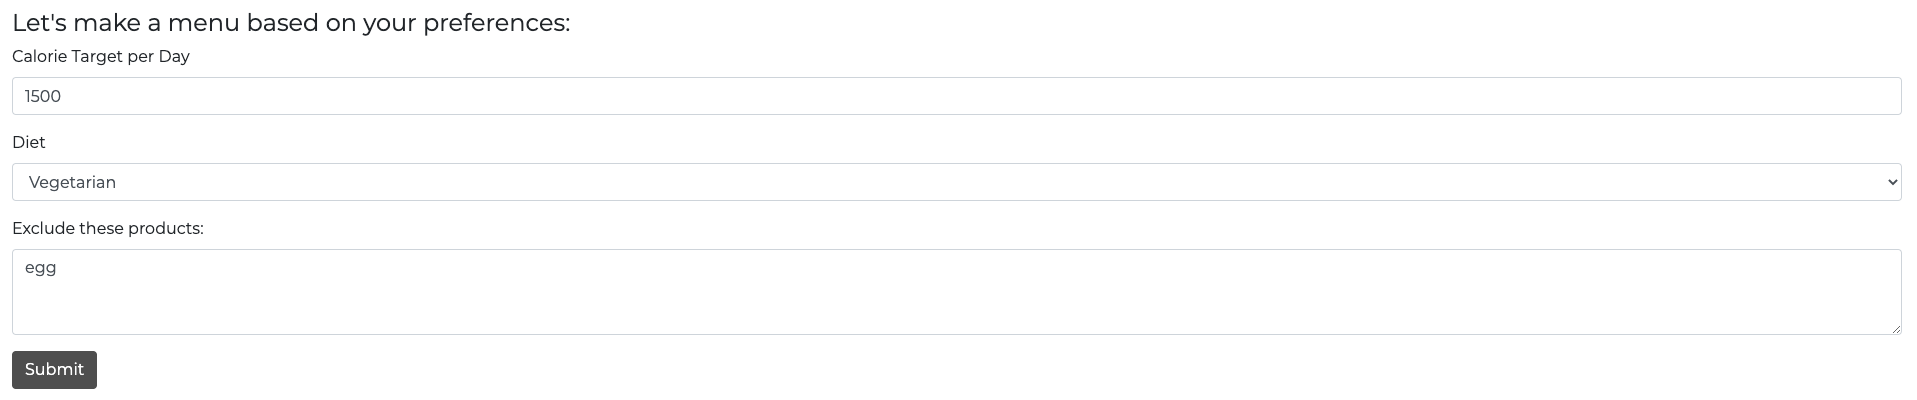 Let's make a menu based on your preferences:
Calorie Target per Day
1500
Diet
Vegetarian
Exclude these products:
egg
Submit